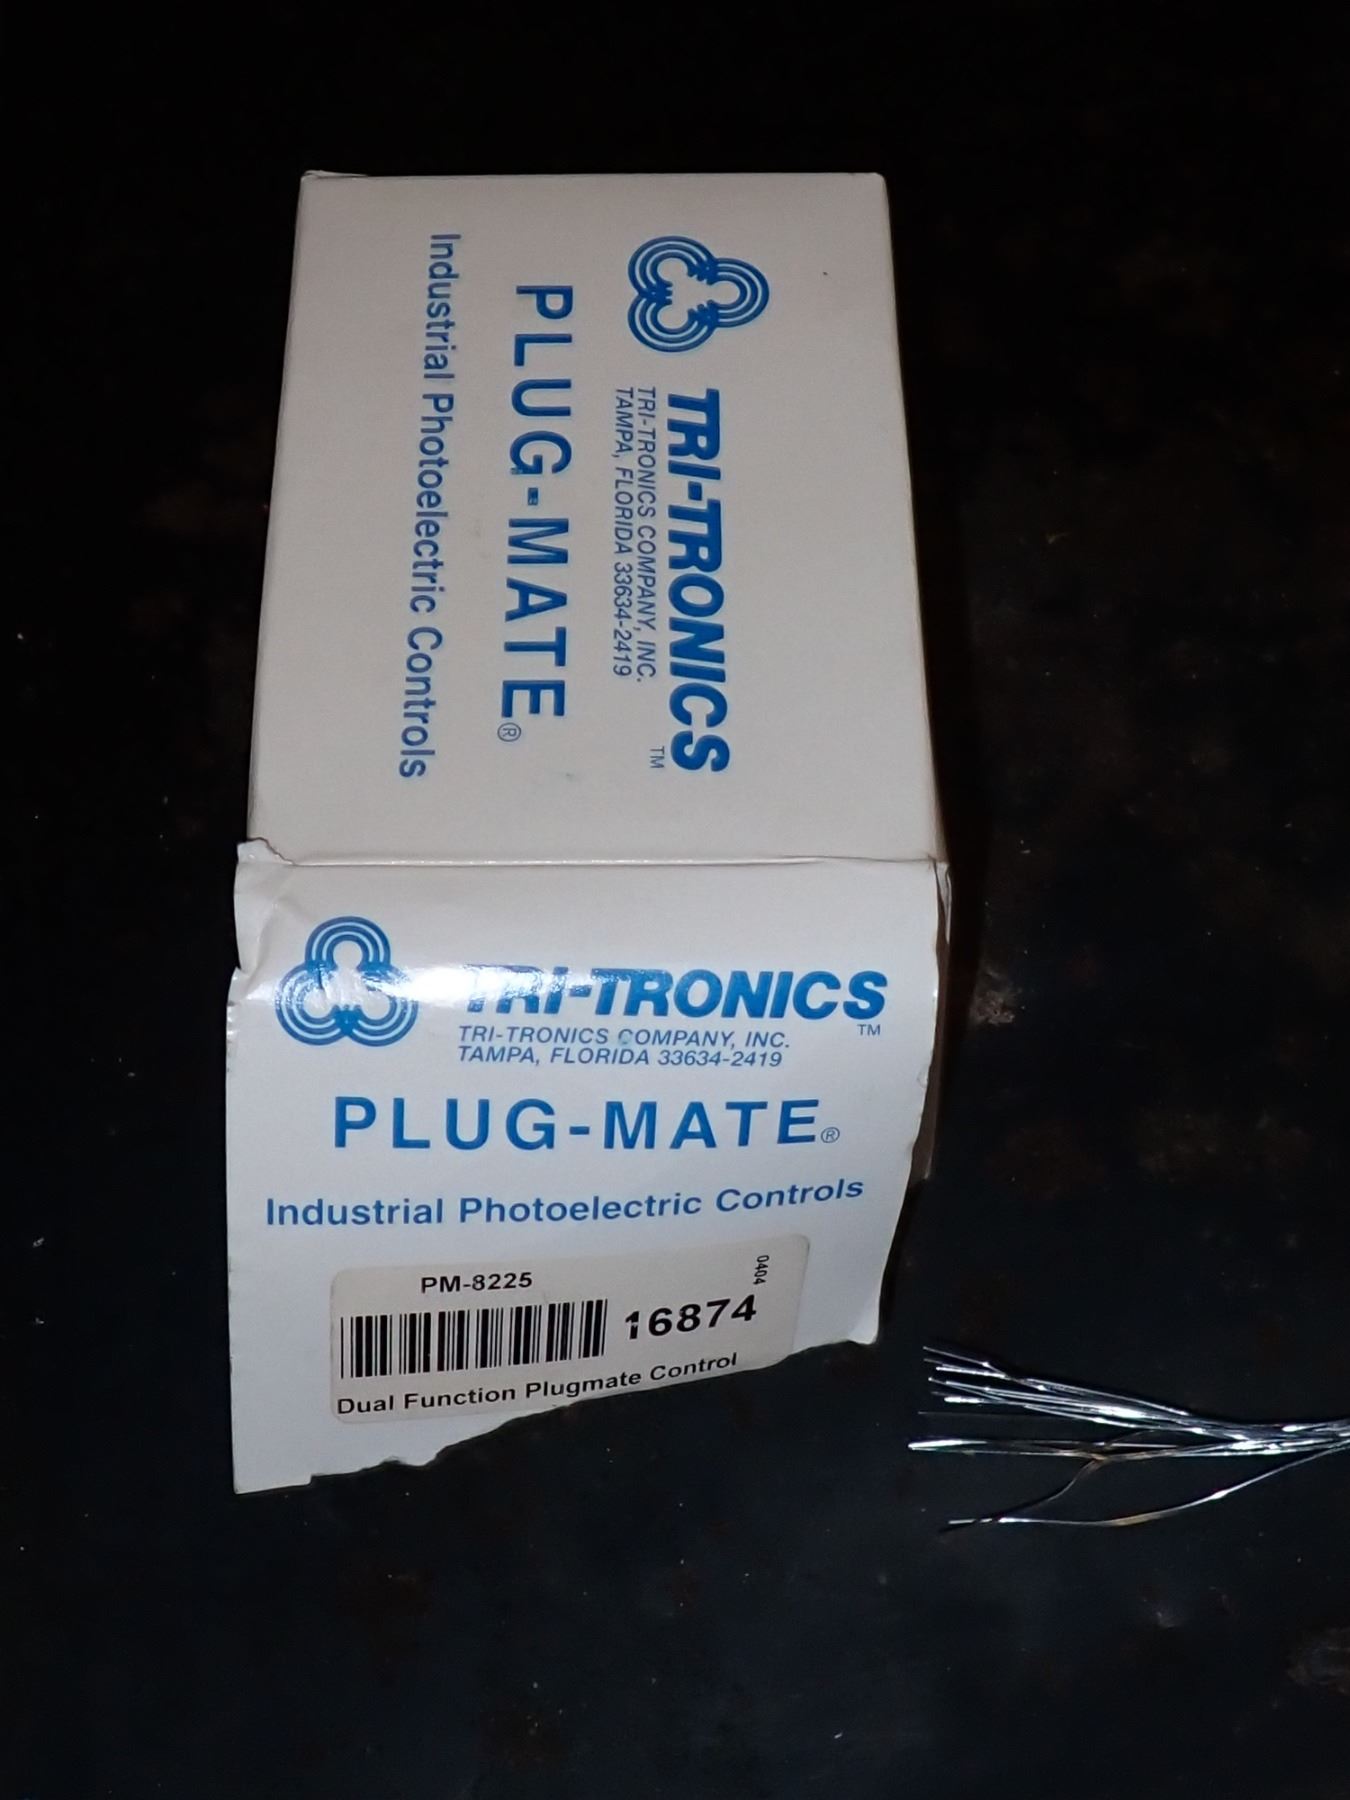 TRI-TRONICS
TM
TRI-TRONICS COMPANY, INC.
TAMPA, FLORIDA 33634-2419
PLUG-MATE®
Industrial Photoelectric Controls
TRI-TRONICS
TM
TRI-TRONICS COMPANY, INC.
TAMPA, FLORIDA 33634-2419
PLUG-MATE®
Industrial Photoelectric Controls
PM-8225
0404
16874
Dual Function Plugmate Control